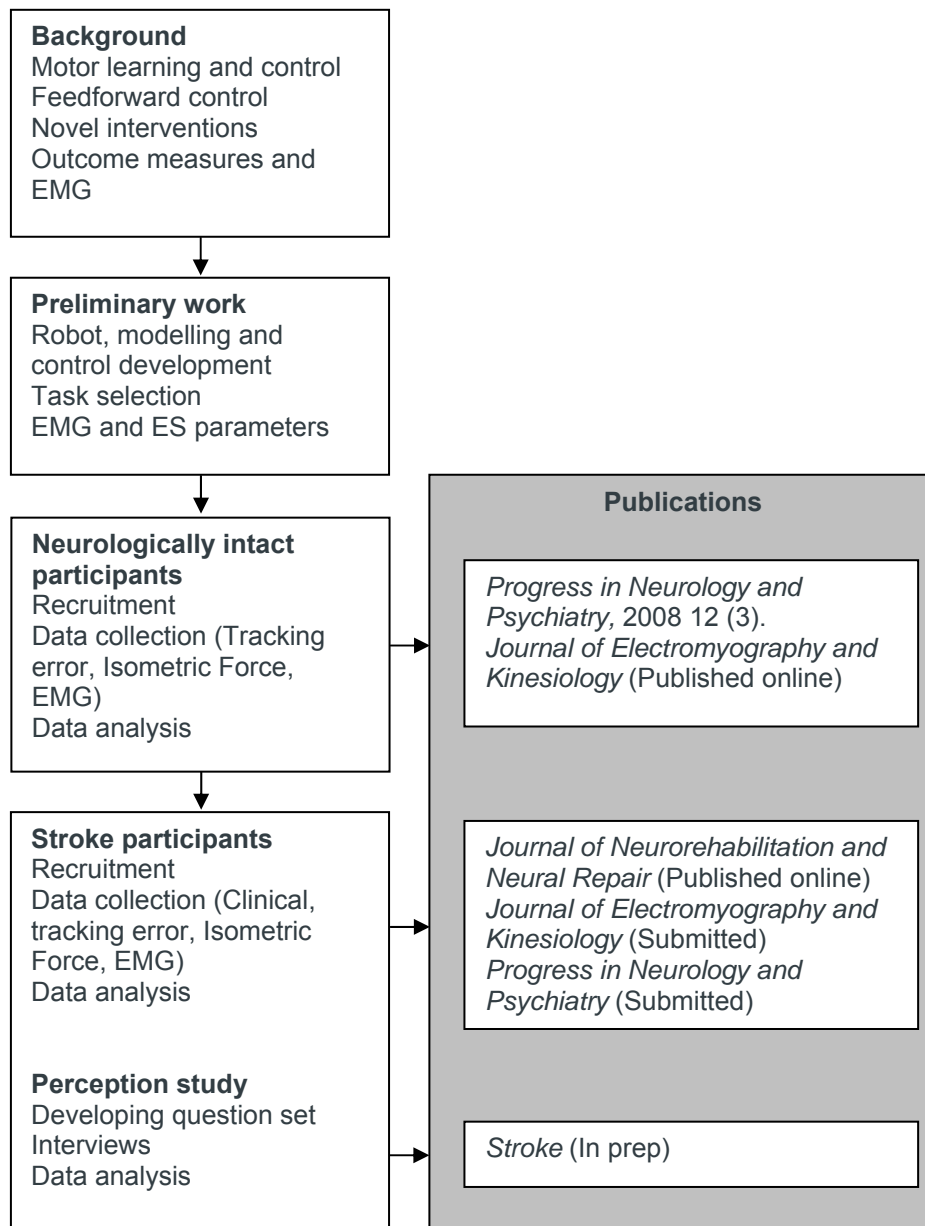 Background
Motor learning and control
Feedforward control
Novel interventions
Outcome measures and
EMG
Preliminary work
Robot, modelling and
control development
Task selection
EMG and ES parameters
Neurologically intact
participants
Recruitment
Data collection (Tracking
error, Isometric Force,
EMG)
Data analysis
Stroke participants
Recruitment
Data collection (Clinical,
tracking error, Isometric
Force, EMG)
Data analysis
Perception study
Developing question set
Interviews
Data analysis
Publications
Progress in Neurology and
Psychiatry, 2008 12 (3).
Journal of Electromyography and
Kinesiology (Published online)
Journal of Neurorehabilitation and
Neural Repair (Published online)
Journal of Electromyography and
Kinesiology (Submitted)
Progress in Neurology and
Psychiatry (Submitted)
Stroke (In prep)